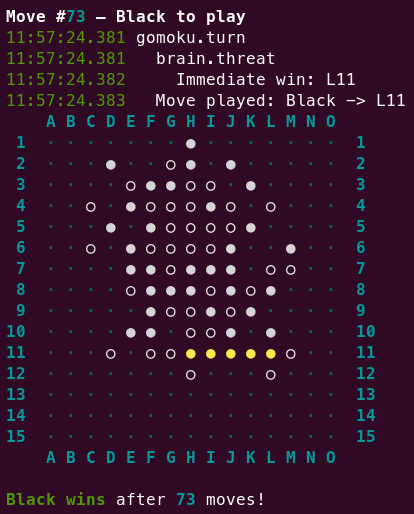 Move #73 — Black to play
11:57:24.381 gomoku.turn
11:57:24.381 brain.threat
11:57:24.382 Immediate win: L11
11:57:24.383 Move played: Black -> L11
A B C D E F G H I J K L M N O
1 · · · · · · · ● · · · · · · · 1
2 · · · ● · · ○ ● · ● · · · · · 2
3 · · · · ○ ● ● ○ ○ · ● · · · · 3
4 · · ○ · ● ○ ○ ○ ● ○ · ○ · · · 4
5 · · · ● · ● ○ ○ ○ ○ ● · · · · 5
6 · · ○ · ● ○ ○ ○ ○ ● · · ● · · 6
7 · · · · ● ● ○ ● ● ● · ○ ○ · · 7
8 · · · · ○ ● ● ● ○ ● ○ ● · · · 8
9 · · · · · ● ○ ○ ● ○ ● · · · · 9
10 · · · · ● ● · ○ ○ ● · ● · · · 10
11 · · · ○ · ○ ○ ● ● ● ● ● ○ · · 11
12 · · · · · · · ○ · · · ○ · · · 12
13 · · · · · · · · · · · · · · · 13
14 · · · · · · · · · · · · · · · 14
15 · · · · · · · · · · · · · · · 15
A B C D E F G H I J K L M N O
Black wins after 73 moves!